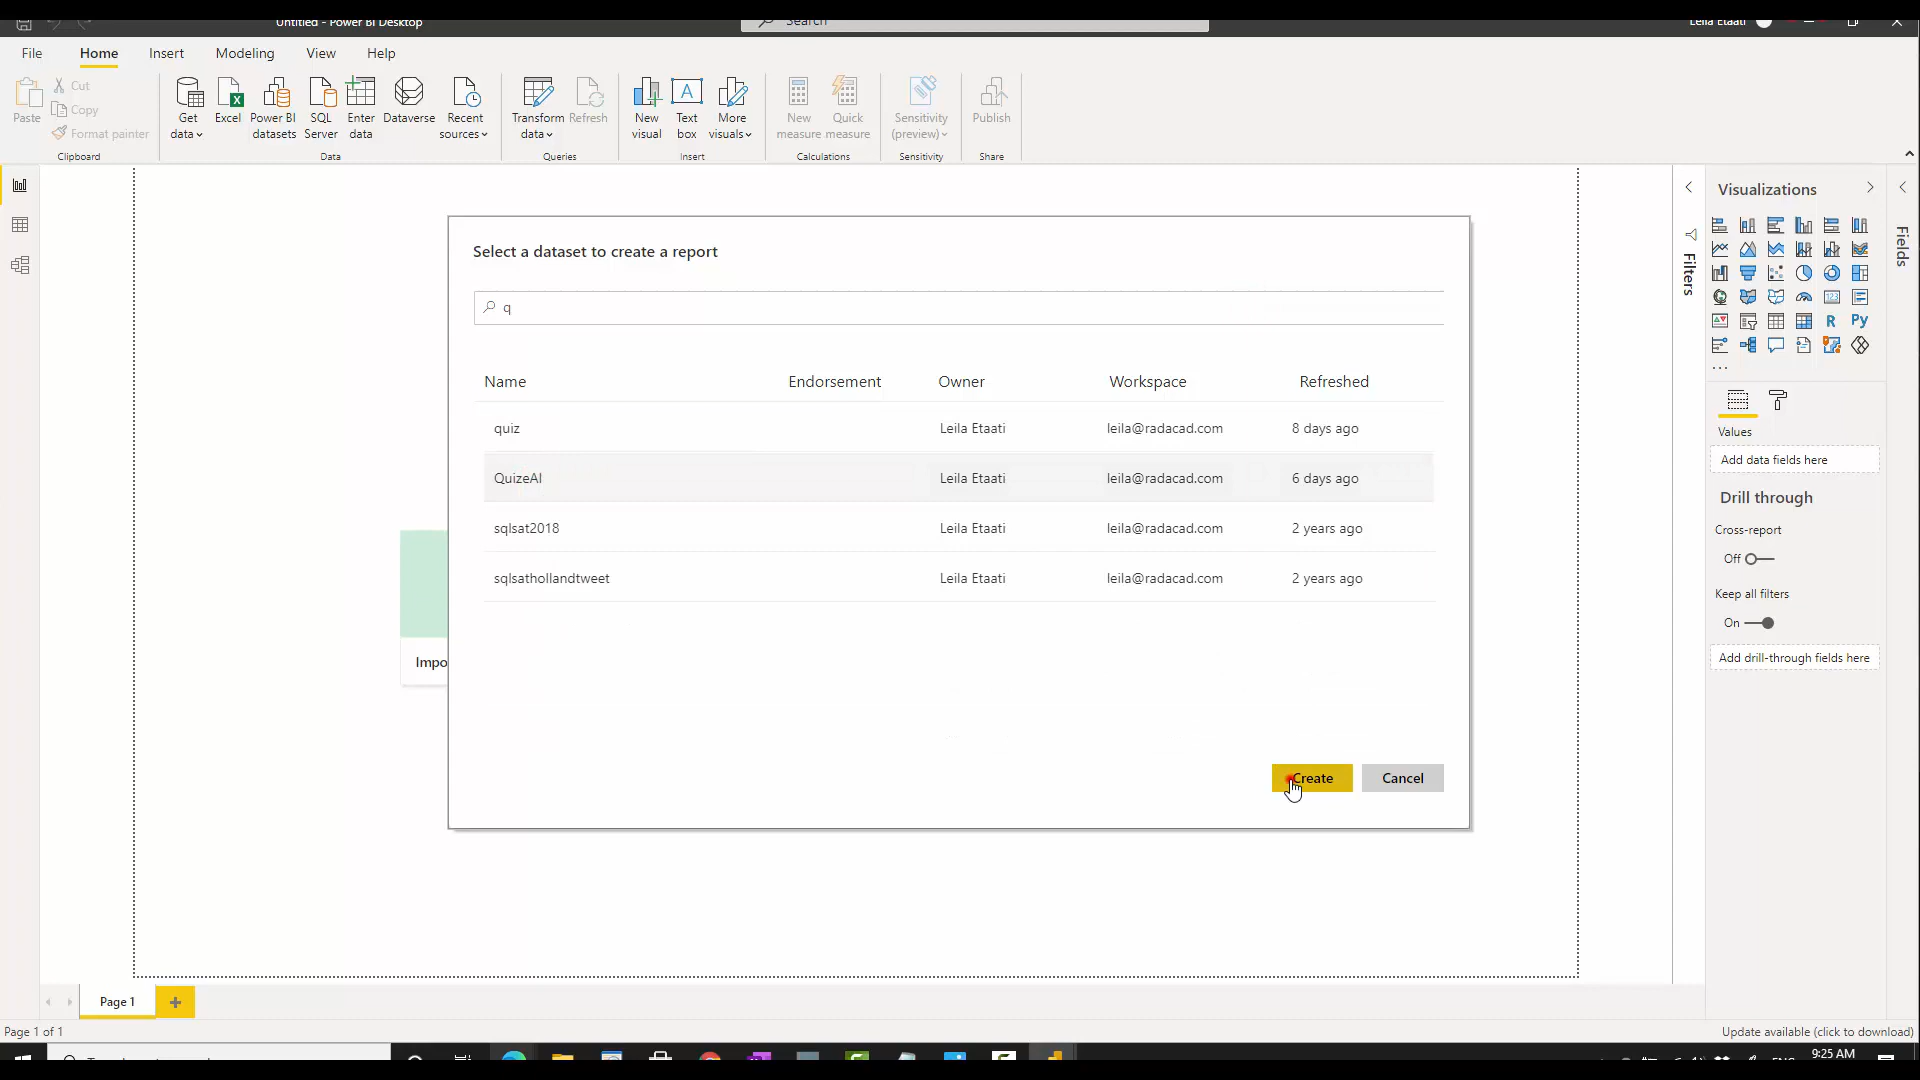 Untitled - Power BI Desktop
Search
Leila Etaati
File
Home
Insert
Modeling
View
Help
Paste
Cut
Copy
Format painter
Get data
Excel
Power BI datasets
SQL Server
Enter data
Dataverse
Recent sources
Transform data
Refresh
New visual
A
Text box
More visuals
New measure
Quick measure
Sensitivity (preview)
Publish
Clipboard
Data
Queries
Insert
Calculations
Sensitivity
Share
Select a dataset to create a report
q
Name Endorsement Owner Workspace Refreshed
quiz Leila Etaati leila@radacad.com 8 days ago
QuizeAI Leila Etaati leila@radacad.com 6 days ago
sqlsat2018 Leila Etaati leila@radacad.com 2 years ago
sqlsathollandtweet Leila Etaati leila@radacad.com 2 years ago
Impo
Create
Cancel
Filters
Visualizations
123
R
Py
...
Values
Add data fields here
Drill through
Cross-report
Off
Keep all filters
On
Add drill-through fields here
Fields
Page 1
+
Page 1 of 1
Update available (click to download)
ENG
9:25 AM